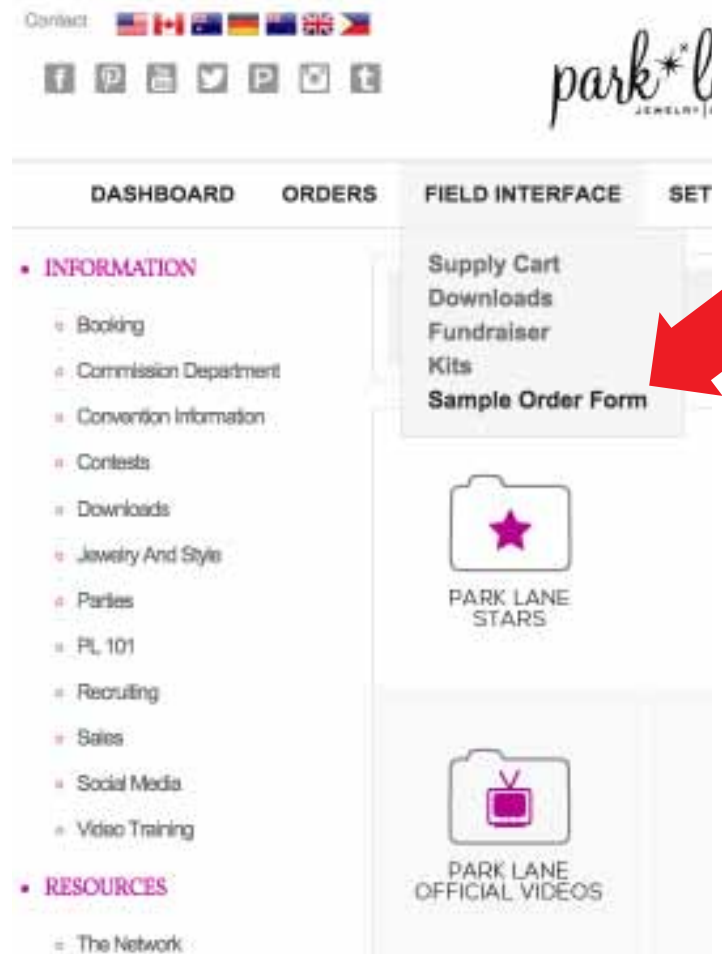 Contact
park
JEWELRY
DASHBOARD ORDERS FIELD INTERFACE SET
Supply Cart
Downloads
Fundraiser
Kits
Sample Order Form
INFORMATION
Booking
Commission Department
Convention Information
Contests
Downloads
Jewelry And Style
Parties
PL 101
Recruiting
Sales
Social Media
Video Training
RESOURCES
The Network
PARK LANE
STARS
PARK LANE
OFFICIAL VIDEOS